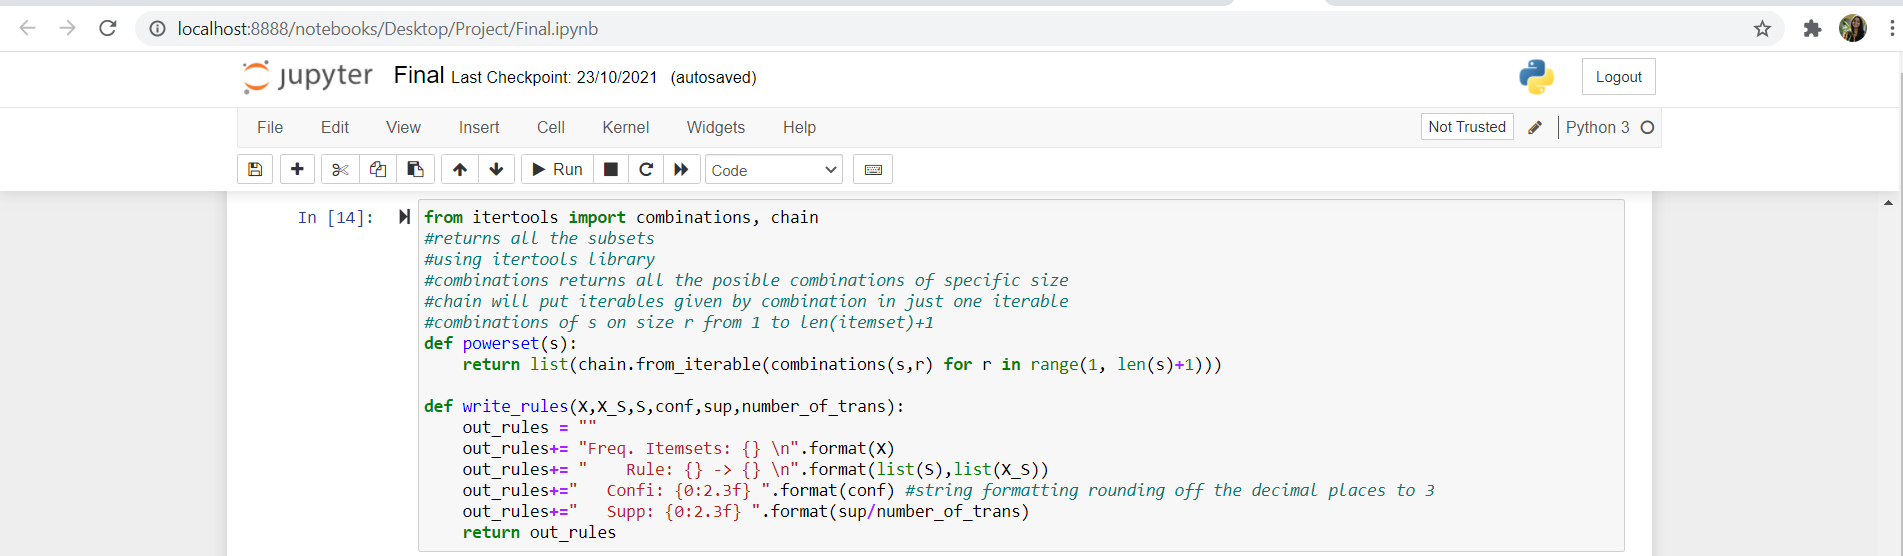 localhost:8888/notebooks/Desktop/Project/Final.ipynb
jupyter Final Last Checkpoint: 23/10/2021 (autosaved) Logout
File Edit View Insert Cell Kernel Widgets Help Not Trusted Python 3
Run Code
In [14]: from itertools import combinations, chain
#returns all the subsets
#using itertools library
#combinations returns all the posible combinations of specific size
#chain will put iterables given by combination in just one iterable
#combinations of s on size r from 1 to len(itemset)+1
def powerset(s):
    return list(chain.from_iterable(combinations(s,r) for r in range(1, len(s)+1)))

def write_rules(X,X_S,S,conf,sup,number_of_trans):
    out_rules = ""
    out_rules+= "Freq. Itemsets: {} \n".format(X)
    out_rules+= "    Rule: {} -> {} \n".format(list(S),list(X_S))
    out_rules+="   Confi: {0:2.3f} ".format(conf) #string formatting rounding off the decimal places to 3
    out_rules+="   Supp: {0:2.3f} ".format(sup/number_of_trans)
    return out_rules